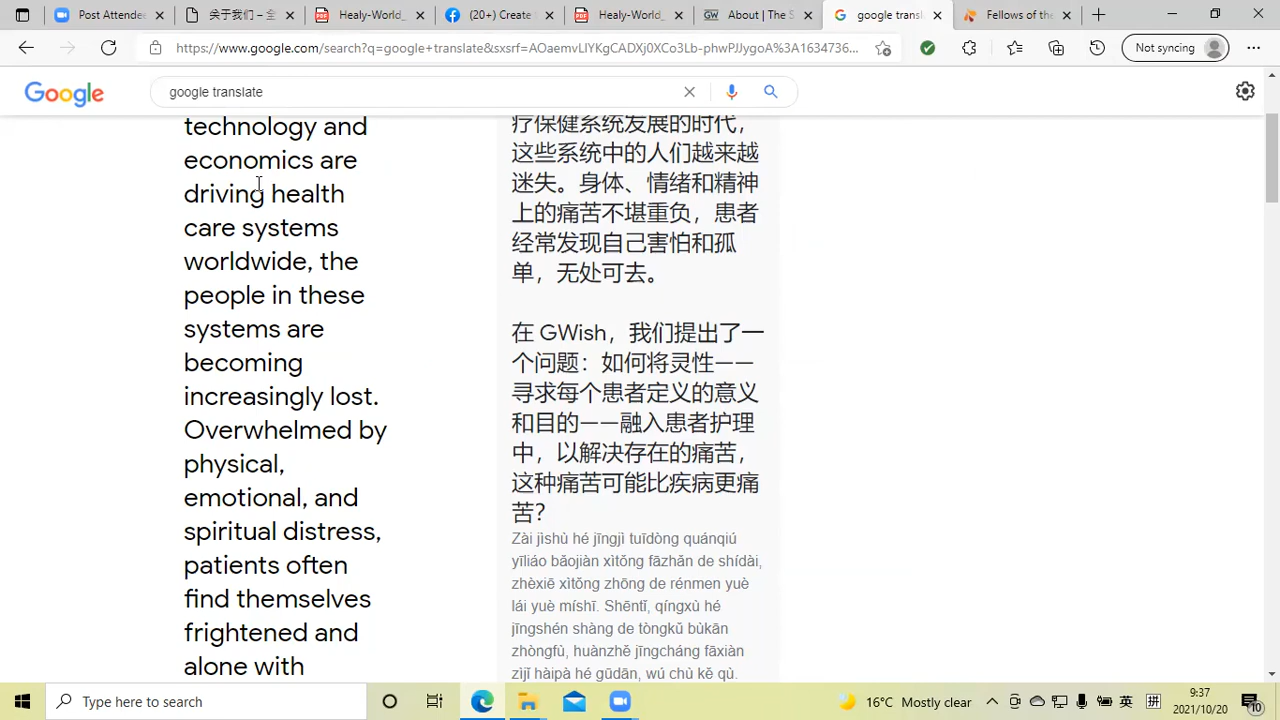 Post Attende
关于我们 – 全
Healy-World_
(20+) Create
Healy-World_
GW About | The S
google transl
Fellows of the
https://www.google.com/search?q=google+translate&sxsrf=AOaemvLIYKgCADXj0XCo3Lb-phwPJJygoA%3A1634736...
Not syncing
Google
google translate
technology and
economics are
driving health
care systems
worldwide, the
people in these
systems are
becoming
increasingly lost.
Overwhelmed by
physical,
emotional, and
spiritual distress,
patients often
find themselves
frightened and
alone with
疗保健系统发展的时代，
这些系统中的人们越来越
迷失。身体、情绪和精神
上的痛苦不堪重负，患者
经常发现自己害怕和孤
单，无处可去。
在 GWish，我们提出了一
个问题：如何将灵性——
寻求每个患者定义的意义
和目的——融入患者护理
中，以解决存在的痛苦，
这种痛苦可能比疾病更痛
苦？
Zài jìshù hé jīngjì tuīdòng quánqiú
yīliáo bǎojiàn xìtǒng fāzhǎn de shídài,
zhèxiē xìtǒng zhōng de rénmen yuè
lái yuè míshī. Shēntǐ, qíngxù hé
jīngshén shàng de tòngkǔ bùkān
zhòngfù, huànzhě jīngcháng fāxiàn
zìjǐ hàipà hé gūdān, wú chù kě qù.
Type here to search
16°C Mostly clear
英
拼
9:37
2021/10/20
10